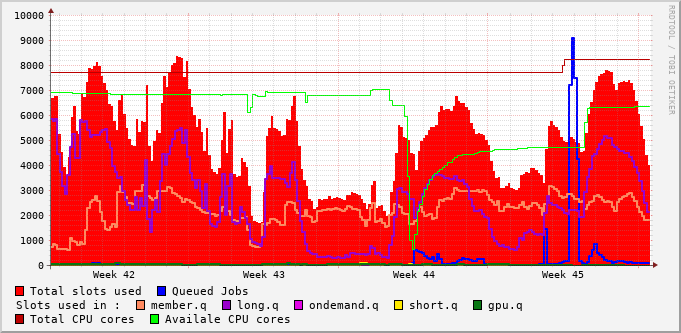 10000
9000
8000
7000
6000
5000
4000
3000
2000
1000
0
Week 42 Week 43 Week 44 Week 45
RRDTOOL / TOBI OETIKER
Total slots used Queued Jobs
Slots used in : member.q long.q ondemand.q short.q gpu.q
Total CPU cores Availale CPU cores